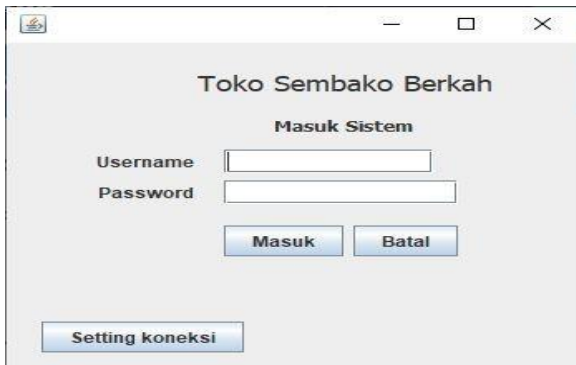 Toko Sembako Berkah
Masuk Sistem
Username
Password
Masuk Batal
Setting koneksi